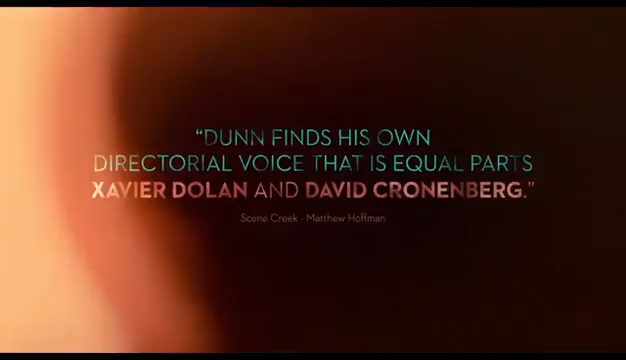 “DUNN FINDS HIS OWN
DIRECTORIAL VOICE THAT IS EQUAL PARTS
XAVIER DOLAN AND DAVID CRONENBERG.”
Scene Creek - Matthew Hoffman